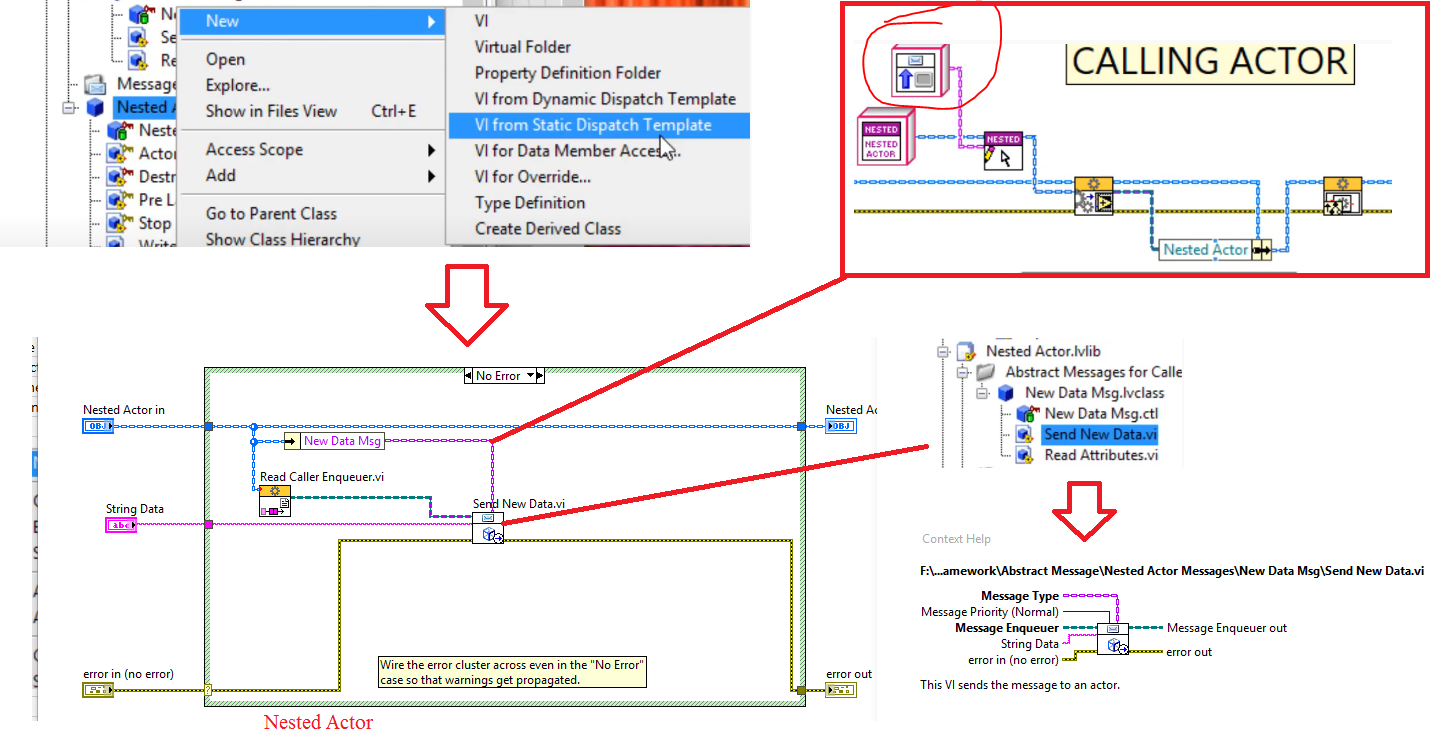 New
VI
Virtual Folder
Open
Property Definition Folder
Explore...
VI from Dynamic Dispatch Template
Message
Show in Files View Ctrl+E
VI from Static Dispatch Template
Nested
Access Scope
VI for Data Member Acces...
Add
VI for Override...
Type Definition
Go to Parent Class
Create Derived Class
Show Class Hierarchy
Neste
Actor
Destr
Pre La
Stop
CALLING ACTOR
NESTED
NESTED
ACTOR
NESTED
Nested Actor
No Error
Nested Actor in
OBJ
New Data Msg
Read Caller Enqueuer.vi
String Data
abc
Send New Data.vi
OBJ
Wire the error cluster across even in the "No Error"
case so that warnings get propagated.
error in (no error)
?
error out
Nested Actor
Nested Actor.lvlib
Abstract Messages for Calle
New Data Msg.lvclass
New Data Msg.ctl
Send New Data.vi
Read Attributes.vi
Context Help
F:\...amework\Abstract Message\Nested Actor Messages\New Data Msg\Send New Data.vi
Message Type
Message Priority (Normal)
Message Enqueuer
Message Enqueuer out
String Data
error in (no error)
error out
This VI sends the message to an actor.